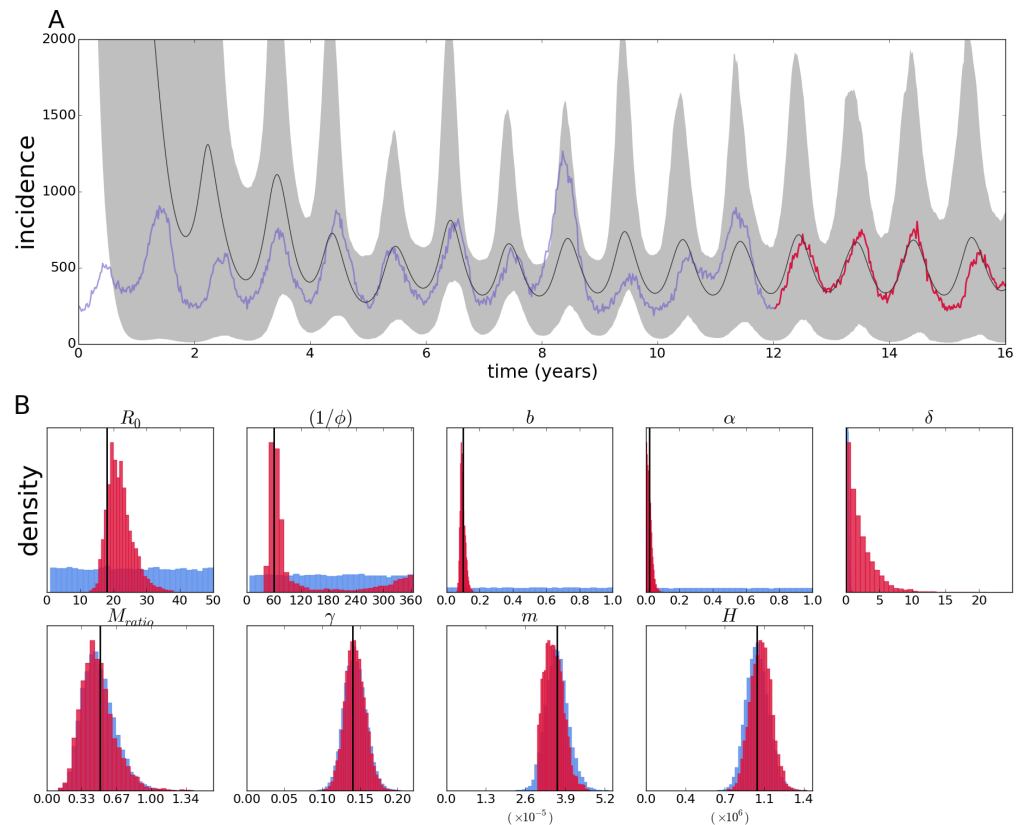 A
2000
1500
1000
500
0
incidence
0 2 4 6 8 10 12 14 16
time (years)
B
density
R_0 (1/ϕ) b α δ
0 10 20 30 40 50 0 60 120 180 240 300 360 0.0 0.2 0.4 0.6 0.8 1.0 0.0 0.2 0.4 0.6 0.8 1.0 0 5 10 15 20
M_ratio γ m H
0.00 0.33 0.67 1.00 1.34 0.00 0.05 0.10 0.15 0.20 0.0 1.3 2.6 3.9 5.2 0.0 0.4 0.7 1.1 1.4
(×10⁻⁵) (×10⁶)